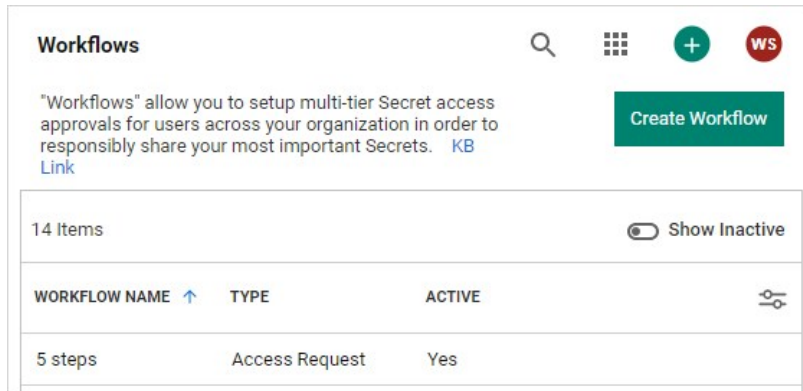 Workflows
WS
"Workflows" allow you to setup multi-tier Secret access
approvals for users across your organization in order to
responsibly share your most important Secrets. KB
Link
Create Workflow
14 Items
Show Inactive
WORKFLOW NAME ↑ TYPE ACTIVE
5 steps Access Request Yes